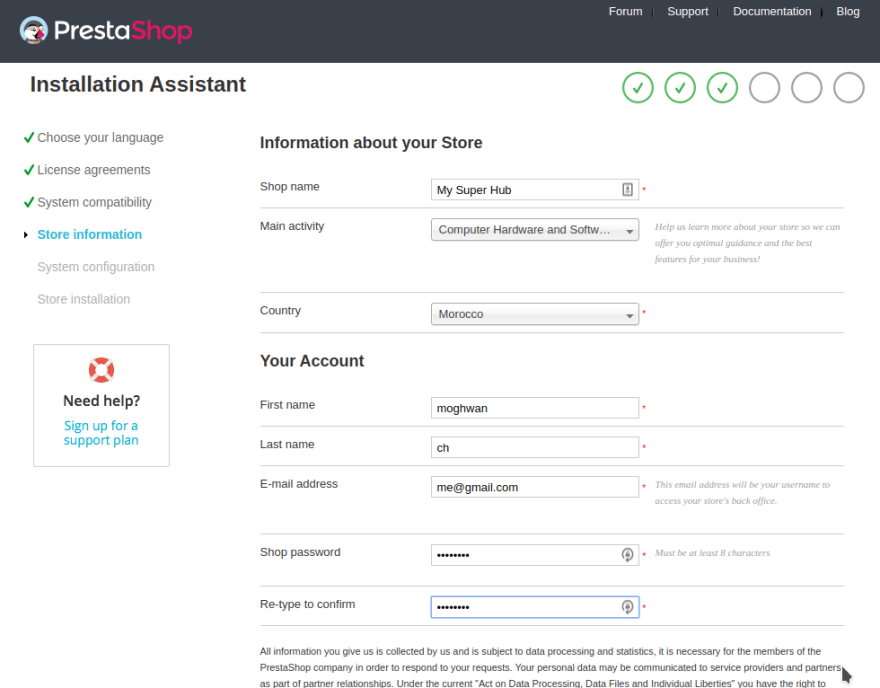 Forum | Support | Documentation | Blog
PrestaShop
Installation Assistant
Choose your language
License agreements
System compatibility
Store information
System configuration
Store installation
Need help?
Sign up for a
support plan
Information about your Store
Shop name My Super Hub *
Main activity Computer Hardware and Softw… Help us learn more about your store so we can
offer you optimal guidance and the best
features for your business!
Country Morocco *
Your Account
First name moghwan *
Last name ch *
E-mail address me@gmail.com * This email address will be your username to
access your store's back office.
Shop password •••••••• * Must be at least 8 characters
Re-type to confirm •••••••• *
All information you give us is collected by us and is subject to data processing and statistics, it is necessary for the members of the
PrestaShop company in order to respond to your requests. Your personal data may be communicated to service providers and partners
as part of partner relationships. Under the current "Act on Data Processing, Data Files and Individual Liberties" you have the right to